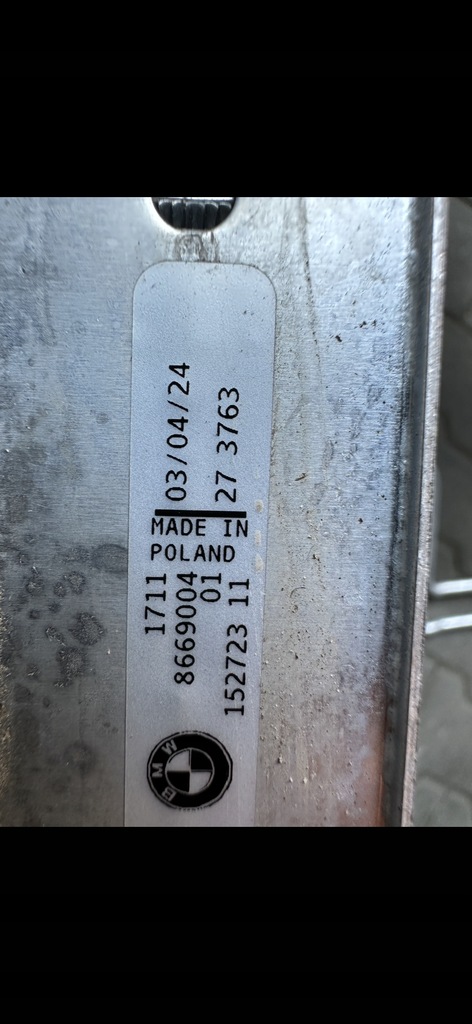 1711
8669004
01
152723 11
MADE IN
POLAND
03/04/24
27 3763
BMW